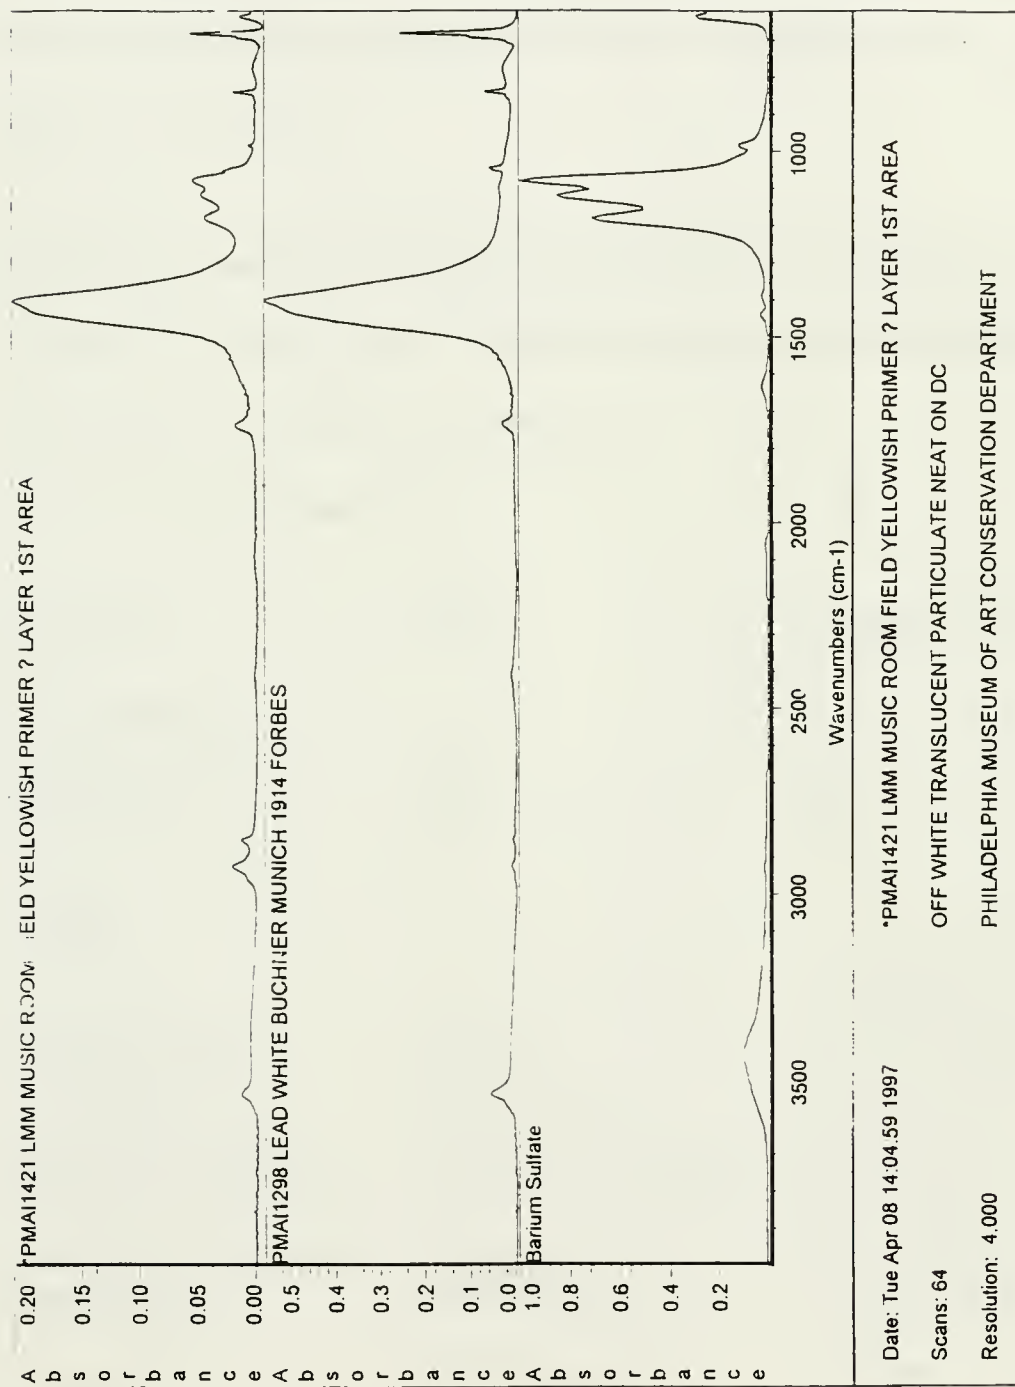 *PMAI1421 LMM MUSIC ROOM ELD YELLOWISH PRIMER ? LAYER 1ST AREA
0.20
0.15
0.10
0.05
0.00
Absorbance
PMAI1298 LEAD WHITE BUCHNER MUNICH 1914 FORBES
0.5
0.3
0.2
0.1
0.0
Absorbance
Barium Sulfate
1.0
0.8
0.6
0.4
0.2
Absorbance
3500 3000 2500 2000 1500 1000
Wavenumbers (cm-1)
Date: Tue Apr 08 14:04:59 1997
*PMAI1421 LMM MUSIC ROOM FIELD YELLOWISH PRIMER ? LAYER 1ST AREA
Scans: 64
OFF WHITE TRANSLUCENT PARTICULATE NEAT ON DC
Resolution: 4.000
PHILADELPHIA MUSEUM OF ART CONSERVATION DEPARTMENT